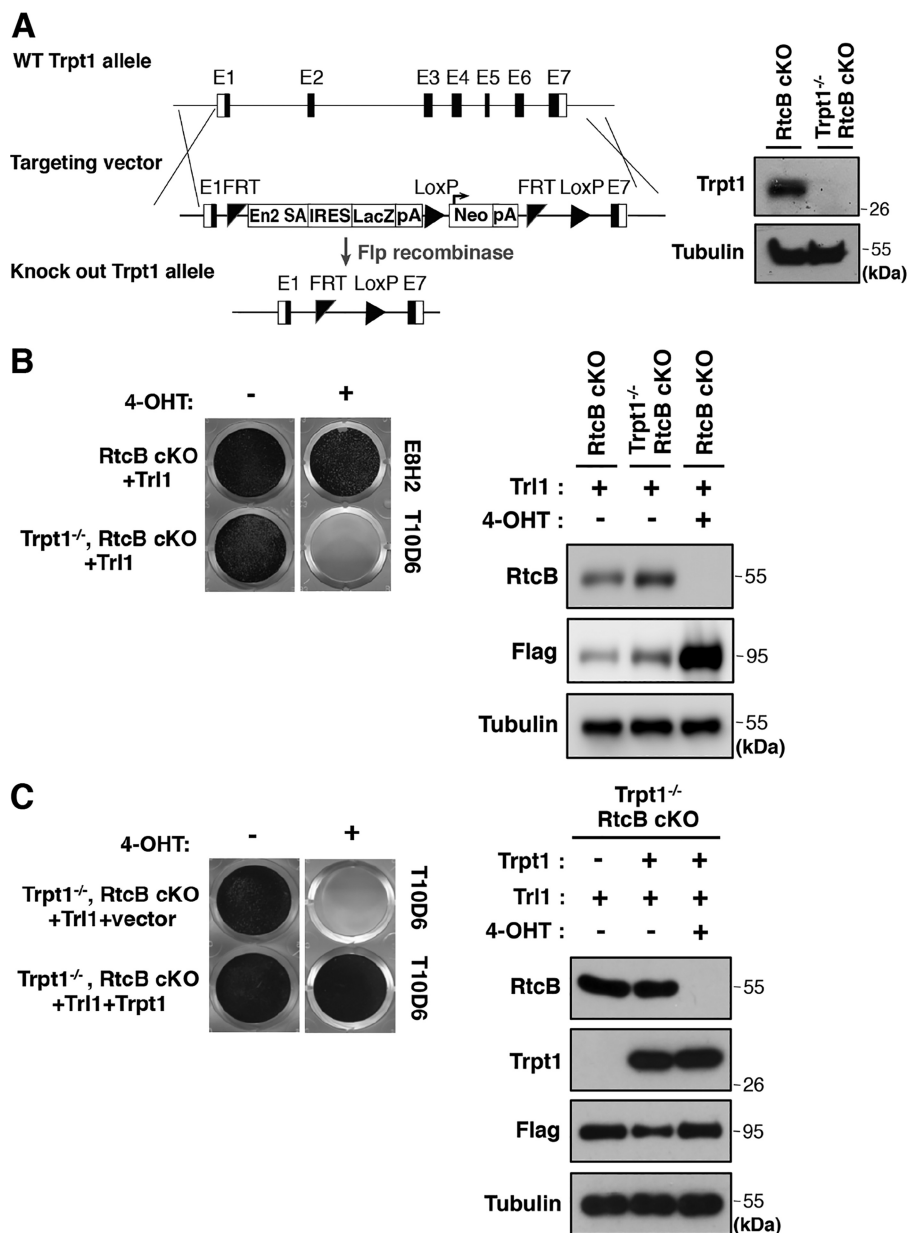 A
WT Trpt1 allele
E1 E2 E3 E4 E5 E6 E7
Targeting vector
E1 FRT LoxP FRT LoxP E7
En2 SA IRES LacZ pA Neo pA
Flp recombinase
Knock out Trpt1 allele
E1 FRT LoxP E7
RtcB cKO
Trpt1-/-
RtcB cKO
Trpt1
-26
Tubulin
-55
(kDa)
B
4-OHT: - +
RtcB cKO
+Trl1
E8H2
Trpt1-/-, RtcB cKO
+Trl1
T10D6
RtcB cKO
Trpt1-/-
RtcB cKO
RtcB cKO
Trl1 : + + +
4-OHT : - - +
RtcB -55
Flag -95
Tubulin -55
(kDa)
C
4-OHT: - +
Trpt1-/-, RtcB cKO
+Trl1+vector
T10D6
Trpt1-/-, RtcB cKO
+Trl1+Trpt1
T10D6
Trpt1-/-
RtcB cKO
Trpt1 : - + +
Trl1 : + + +
4-OHT : - - +
RtcB -55
Trpt1
-26
Flag -95
Tubulin -55
(kDa)